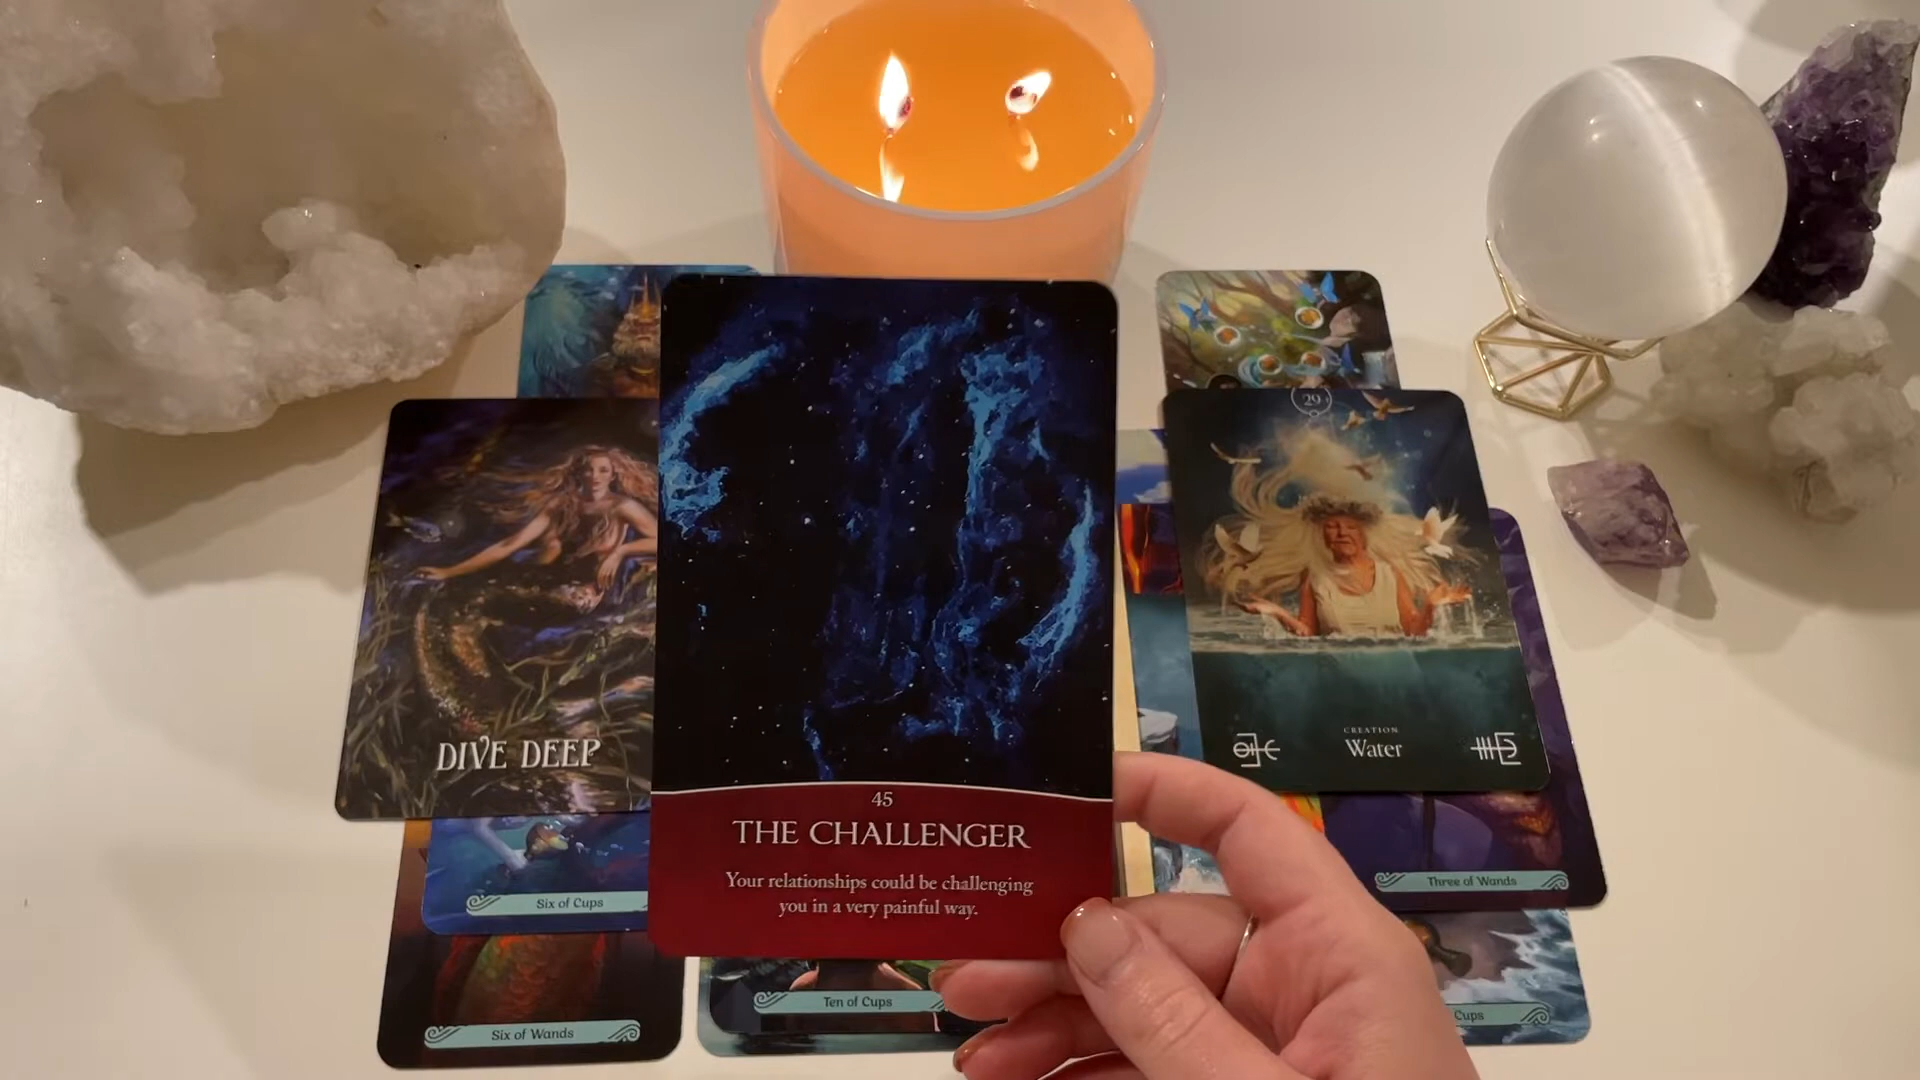 29
DIVE DEEP
45
THE CHALLENGER
Your relationships could be challenging
you in a very painful way.
CREATION
Water
Six of Cups
Three of Wands
Six of Wands
Ten of Cups
Cups